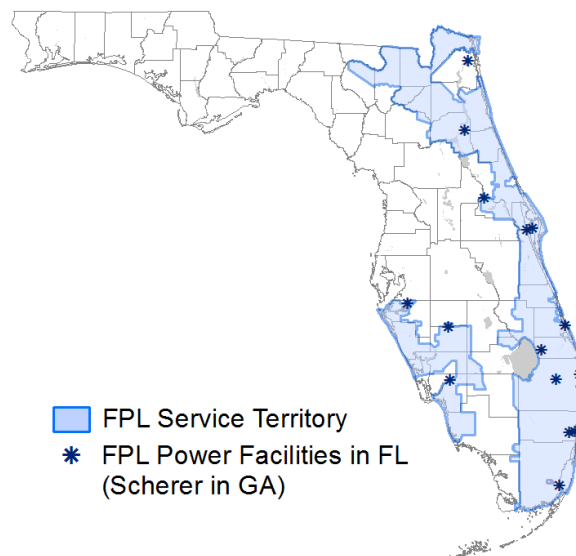 FPL Service Territory
FPL Power Facilities in FL
(Scherer in GA)